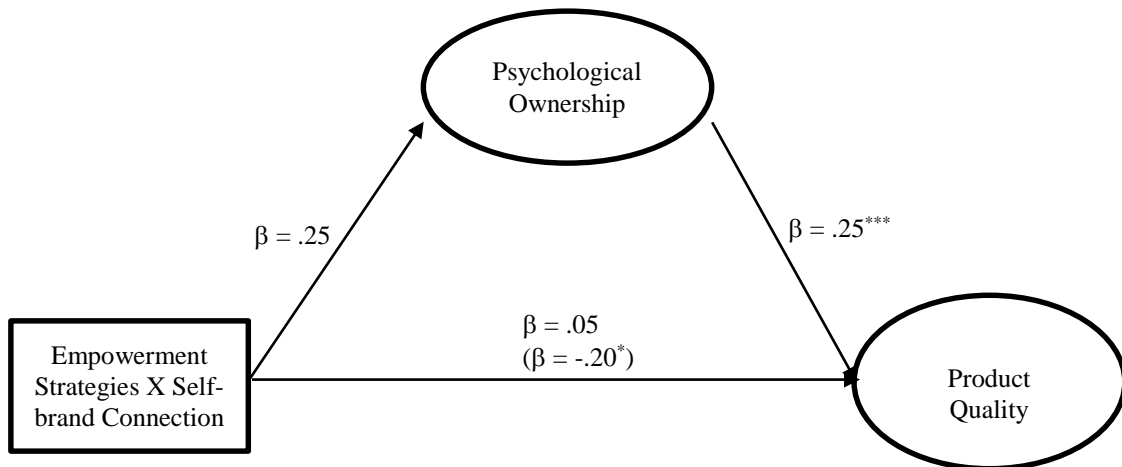 Psychological
Ownership
β = .25
β = .25***
β = .05
(β = -.20*)
Empowerment
Strategies X Self-
brand Connection
Product
Quality